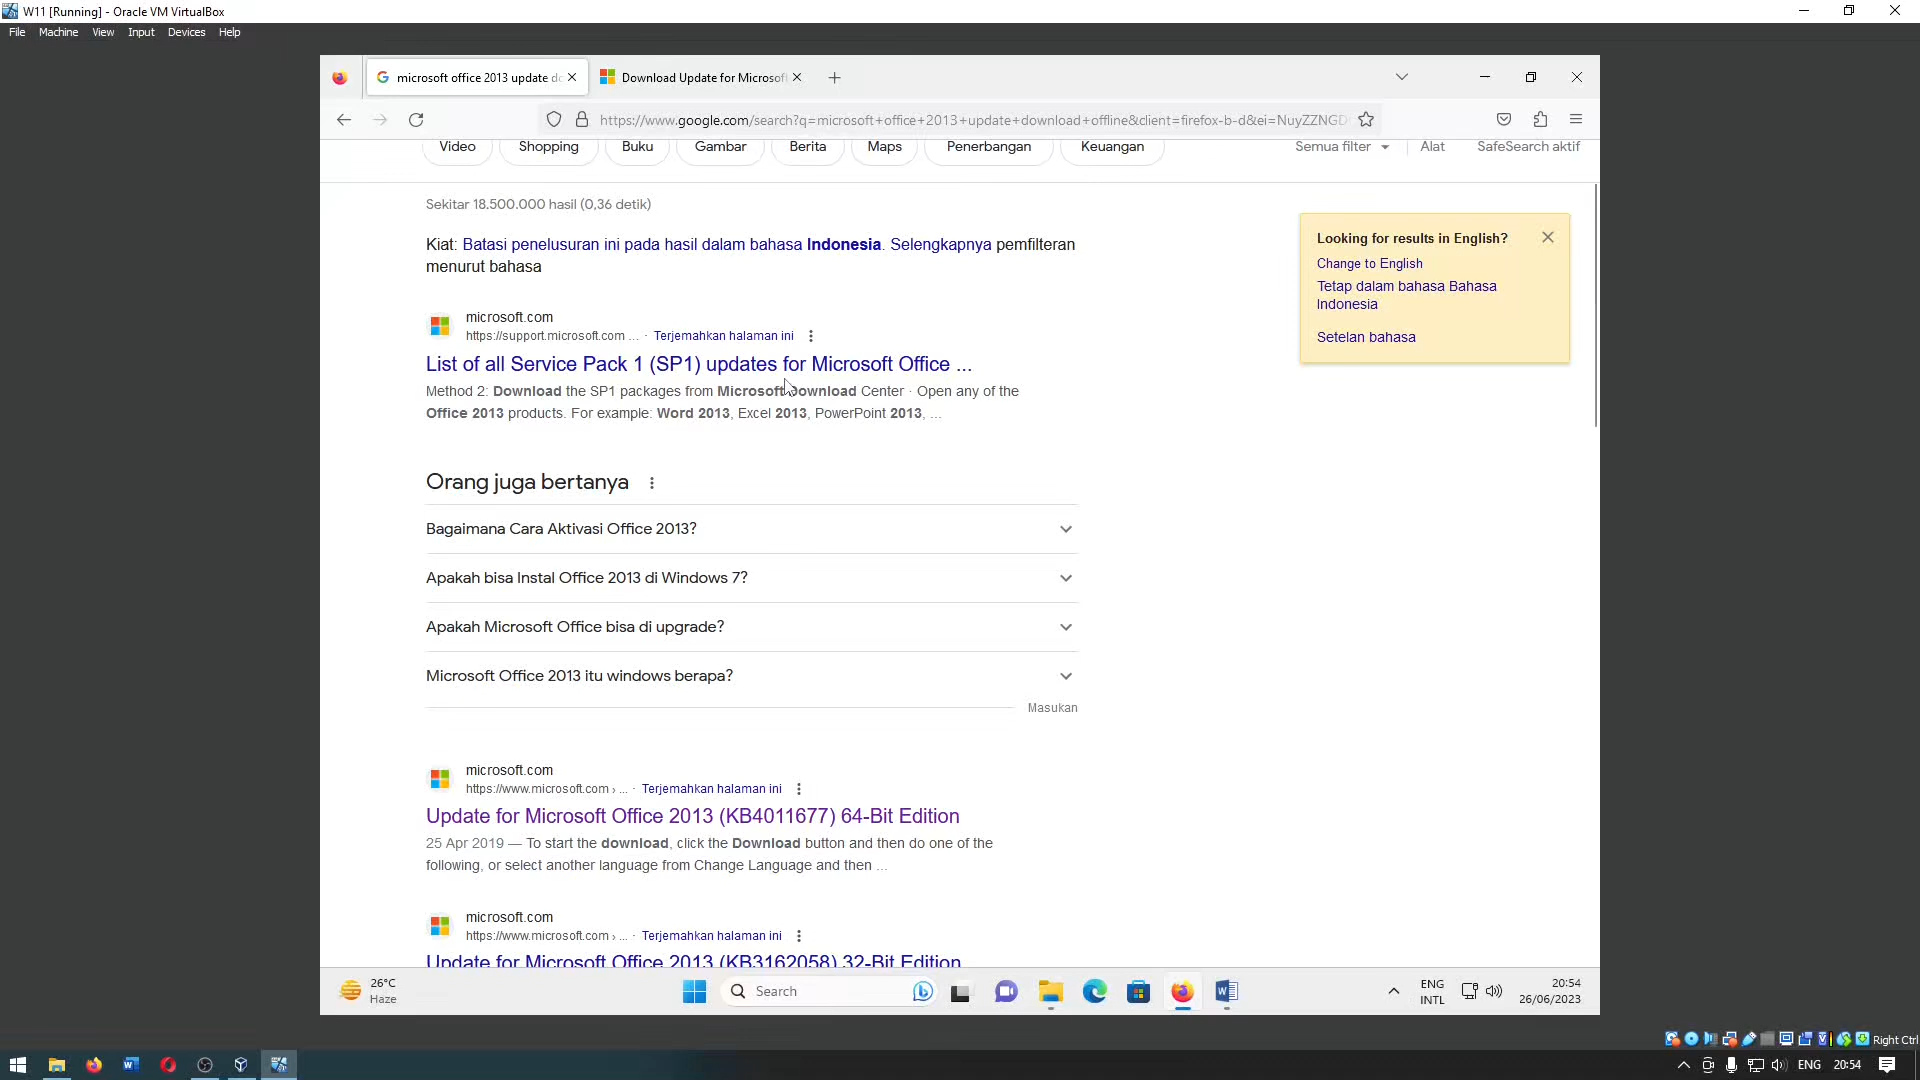 W11 [Running] - Oracle VM VirtualBox
File Machine View Input Devices Help
microsoft office 2013 update do
Download Update for Microsoft
https://www.google.com/search?q=microsoft+office+2013+update+download+offline&client=firefox-b-d&ei=NuyZZNGD
Video Shopping Buku Gambar Berita Maps Penerbangan Keuangan Semua filter Alat SafeSearch aktif
Sekitar 18.500.000 hasil (0,36 detik)
Kiat: Batasi penelusuran ini pada hasil dalam bahasa Indonesia. Selengkapnya pemfilteran
menurut bahasa
Looking for results in English?
Change to English
Tetap dalam bahasa Bahasa
Indonesia
Setelan bahasa
microsoft.com
https://support.microsoft.com ... · Terjemahkan halaman ini
List of all Service Pack 1 (SP1) updates for Microsoft Office ...
Method 2: Download the SP1 packages from Microsoft Download Center · Open any of the
Office 2013 products. For example: Word 2013, Excel 2013, PowerPoint 2013, ...
Orang juga bertanya
Bagaimana Cara Aktivasi Office 2013?
Apakah bisa Instal Office 2013 di Windows 7?
Apakah Microsoft Office bisa di upgrade?
Microsoft Office 2013 itu windows berapa?
Masukan
microsoft.com
https://www.microsoft.com › ... · Terjemahkan halaman ini
Update for Microsoft Office 2013 (KB4011677) 64-Bit Edition
25 Apr 2019 — To start the download, click the Download button and then do one of the
following, or select another language from Change Language and then ...
microsoft.com
https://www.microsoft.com › ... · Terjemahkan halaman ini
Update for Microsoft Office 2013 (KB3162058) 32-Bit Edition
26°C
Haze
Search
ENG
INTL
20:54
26/06/2023
Right Ctrl
ENG 20:54